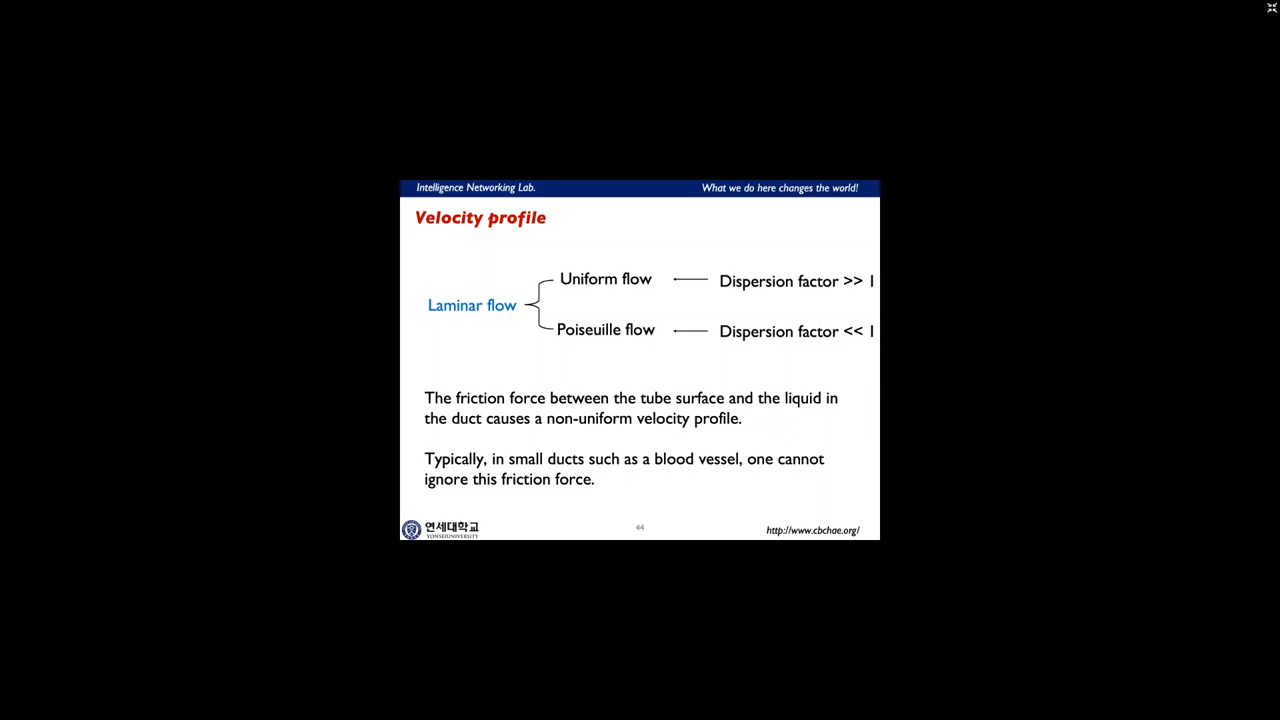 Intelligence Networking Lab.
What we do here changes the world!
Velocity profile
Uniform flow
Dispersion factor >> 1
Laminar flow
Poiseuille flow
Dispersion factor << 1
The friction force between the tube surface and the liquid in
the duct causes a non-uniform velocity profile.
Typically, in small ducts such as a blood vessel, one cannot
ignore this friction force.
연세대학교
YONSEI UNIVERSITY
44
http://www.cbchae.org/